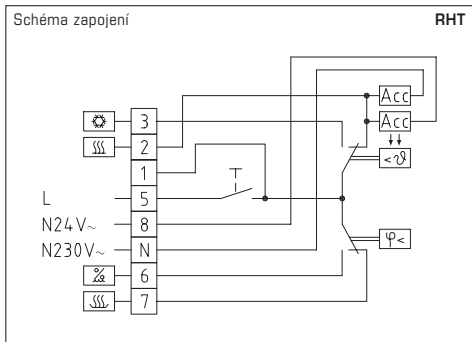 Schéma zapojení RHT
Acc
3 Acc
2
1 <ϑ
L 5
N24V~ 8
N230V~ N φ<
6
7